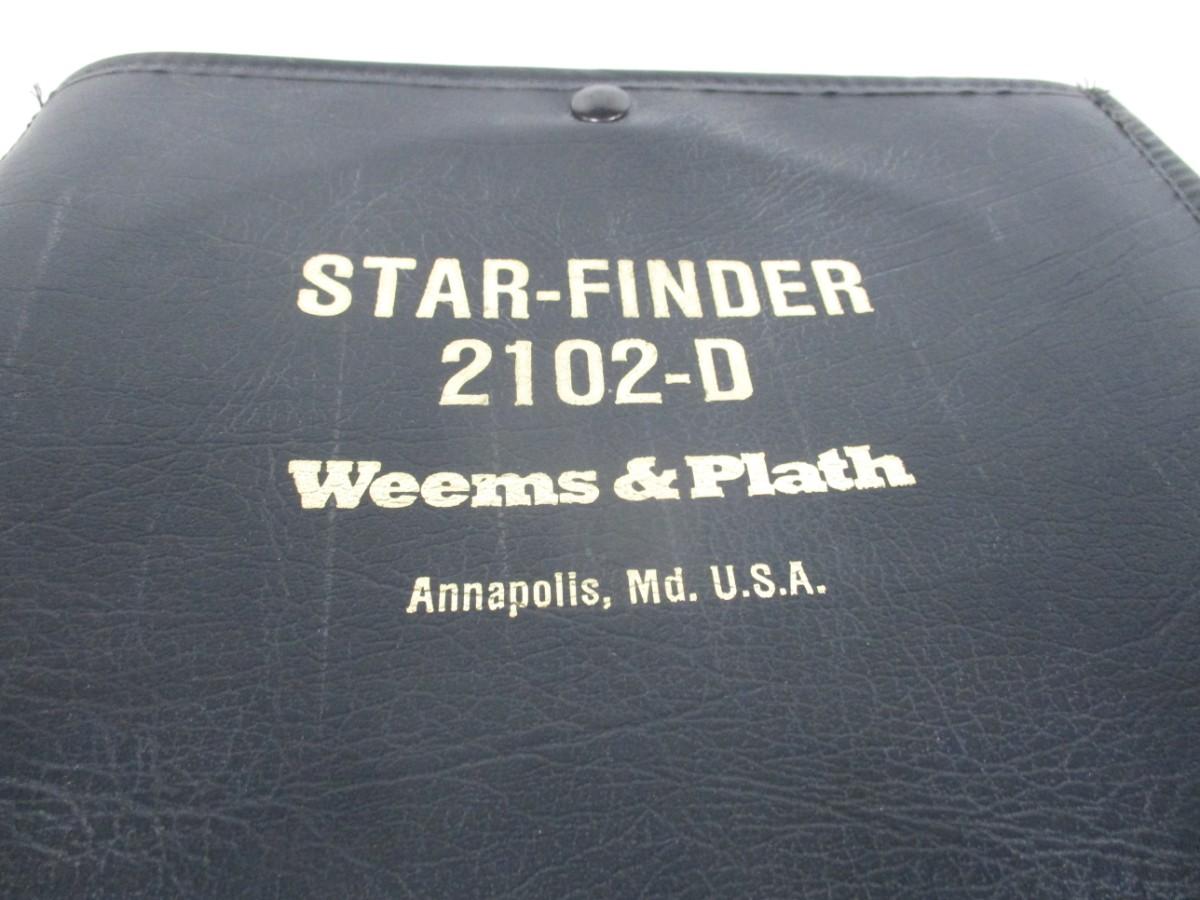 STAR-FINDER
2102-D
Weems & Plath
Annapolis, Md. U.S.A.